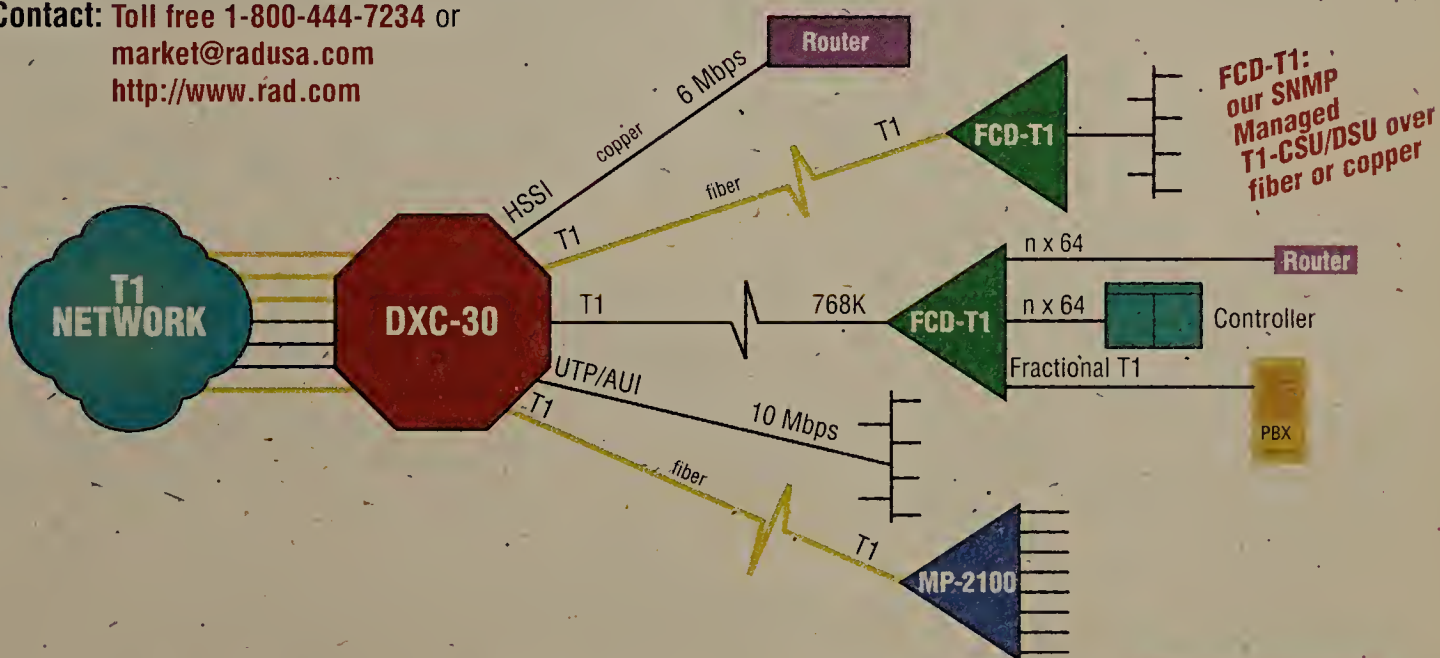 Contact: Toll free 1-800-444-7234 or
market@radusa.com
http://www.rad.com
Router
6 Mbps
copper
HSSI
T1
fiber
T1
FCD-T1
FCD-T1:
our SNMP
Managed
T1-CSU/DSU over
fiber or copper
T1
NETWORK
DXC-30
T1
768K
FCD-T1
n x 64
Router
n x 64
Controller
Fractional T1
PBX
UTP/AUI
10 Mbps
T1
fiber
T1
MP-2100